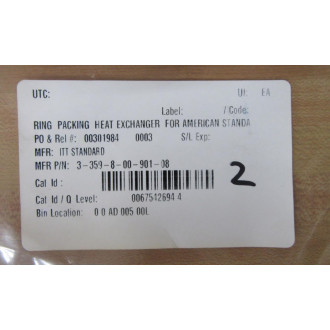 UTC:
EA
Label: / Code:
RING PACKING HEAT EXCHANGER FOR AMERICAN STANDA
PO & Rel #: 00301984 0003 S/L Exp:
MFR: ITT STANDARD
MFR P/N: 3-359-8-00-901-08
Cat Id :
2
Cat Id / Q Level: 0067542694 4
Bin Location: 0 0 AD 005 00L